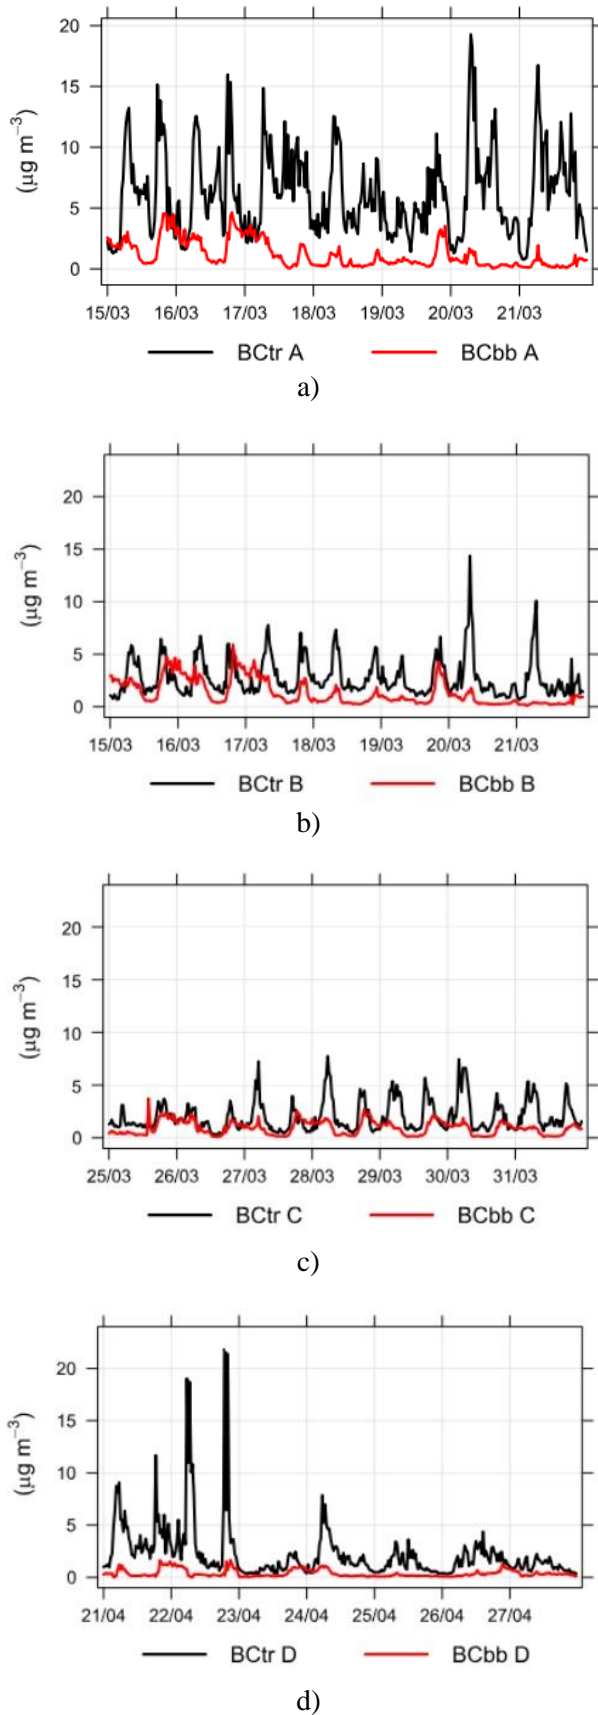 20
15
10
5
0
(μg m⁻³)
15/03 16/03 17/03 18/03 19/03 20/03 21/03
BCtr A BCbb A
a)
20
15
10
5
0
(μg m⁻³)
15/03 16/03 17/03 18/03 19/03 20/03 21/03
BCtr B BCbb B
b)
20
15
10
5
0
(μg m⁻³)
25/03 26/03 27/03 28/03 29/03 30/03 31/03
BCtr C BCbb C
c)
20
15
10
5
0
(μg m⁻³)
21/04 22/04 23/04 24/04 25/04 26/04 27/04
BCtr D BCbb D
d)